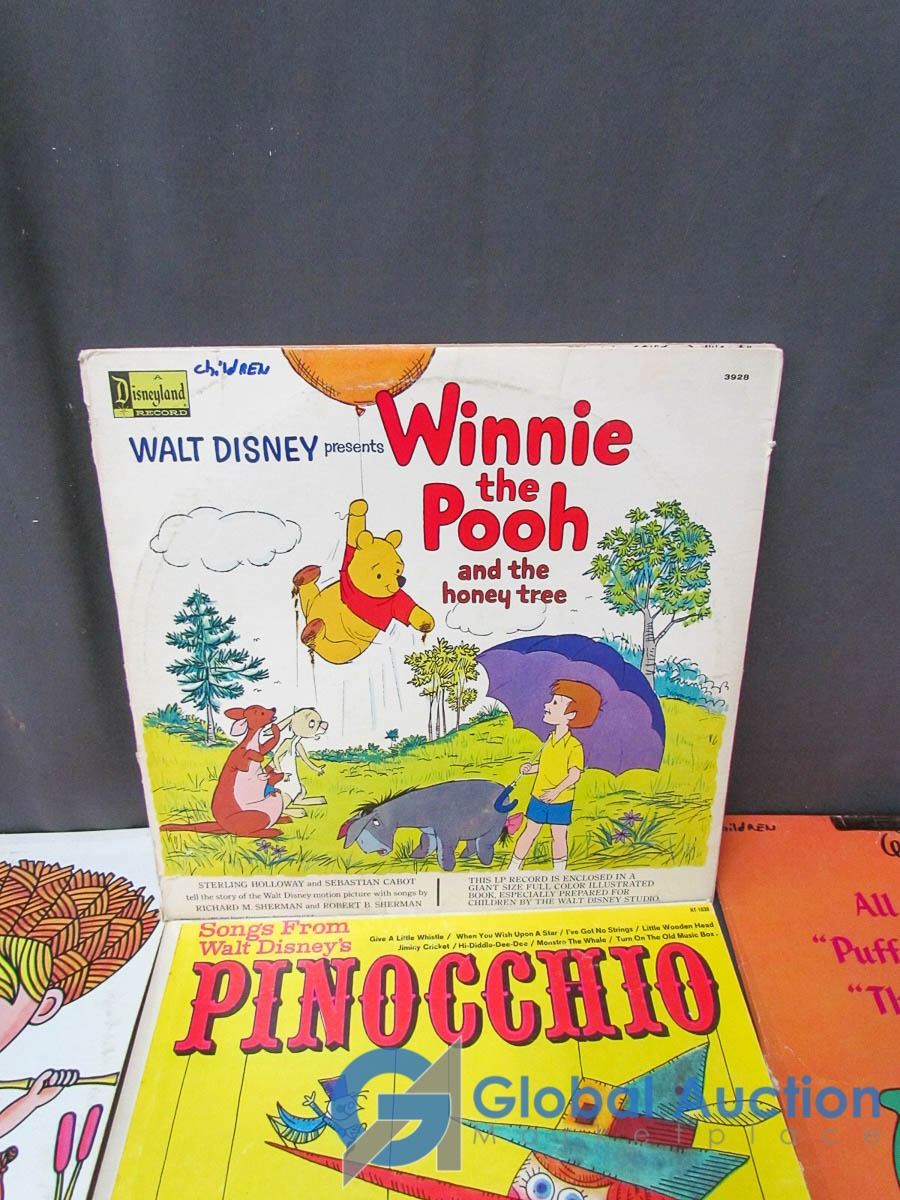 children
A
Disneyland
RECORD
3928
WALT DISNEY presents Winnie
the
Pooh
and the
honey tree
STERLING HOLLOWAY and SEBASTIAN CABOT
tell the story of the Walt Disney motion picture with songs by
RICHARD M. SHERMAN and ROBERT B. SHERMAN
THIS LP RECORD IS ENCLOSED IN A
GIANT SIZE FULL COLOR ILLUSTRATED
BOOK, ESPECIALLY PREPARED FOR
CHILDREN BY THE WALT DISNEY STUDIO.
ildREN
All
"Puff
"Th
Songs From
Walt Disney's
Give A Little Whistle / When You Wish Upon A Star / I've Got No Strings / Little Wooden Head
Jiminy Cricket / Hi-Diddle-Dee-Dee / Monstro The Whale / Turn On The Old Music Box .
PINOCCHIO
Global Auction
Marketplace